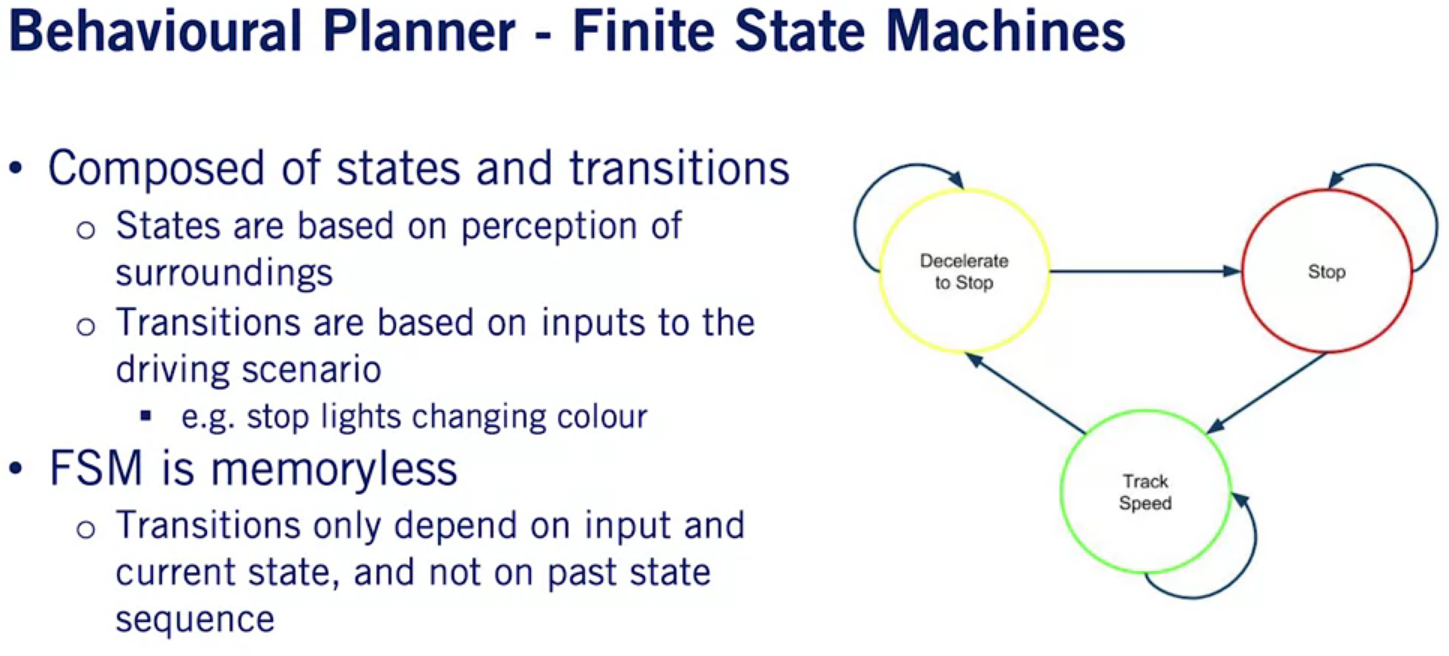 Behavioural Planner - Finite State Machines
• Composed of states and transitions
o States are based on perception of
surroundings
o Transitions are based on inputs to the
driving scenario
▪ e.g. stop lights changing colour
• FSM is memoryless
o Transitions only depend on input and
current state, and not on past state
sequence
Decelerate
to Stop
Stop
Track
Speed